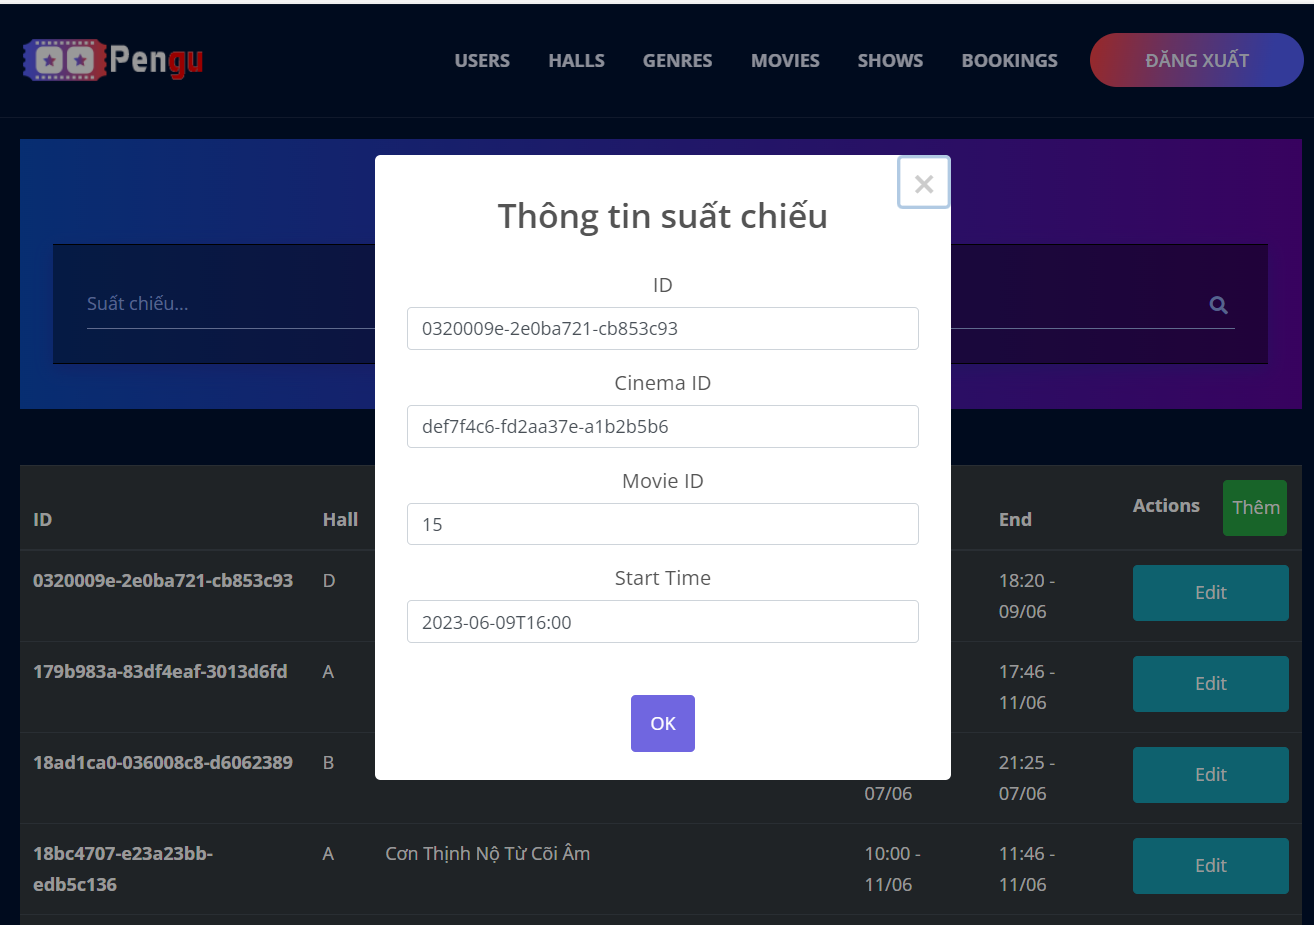 Pengu
USERS HALLS GENRES MOVIES SHOWS BOOKINGS ĐĂNG XUẤT
×
Thông tin suất chiếu
ID
0320009e-2e0ba721-cb853c93
Cinema ID
def7f4c6-fd2aa37e-a1b2b5b6
Movie ID
15
Start Time
2023-06-09T16:00
OK
Suất chiếu...
ID Hall End Actions Thêm
0320009e-2e0ba721-cb853c93 D 18:20 - Edit
09/06
179b983a-83df4eaf-3013d6fd A 17:46 - Edit
11/06
18ad1ca0-036008c8-d6062389 B 21:25 - Edit
07/06 07/06
18bc4707-e23a23bb- A Cơn Thịnh Nộ Từ Cõi Âm 10:00 - 11:46 - Edit
edb5c136 11/06 11/06